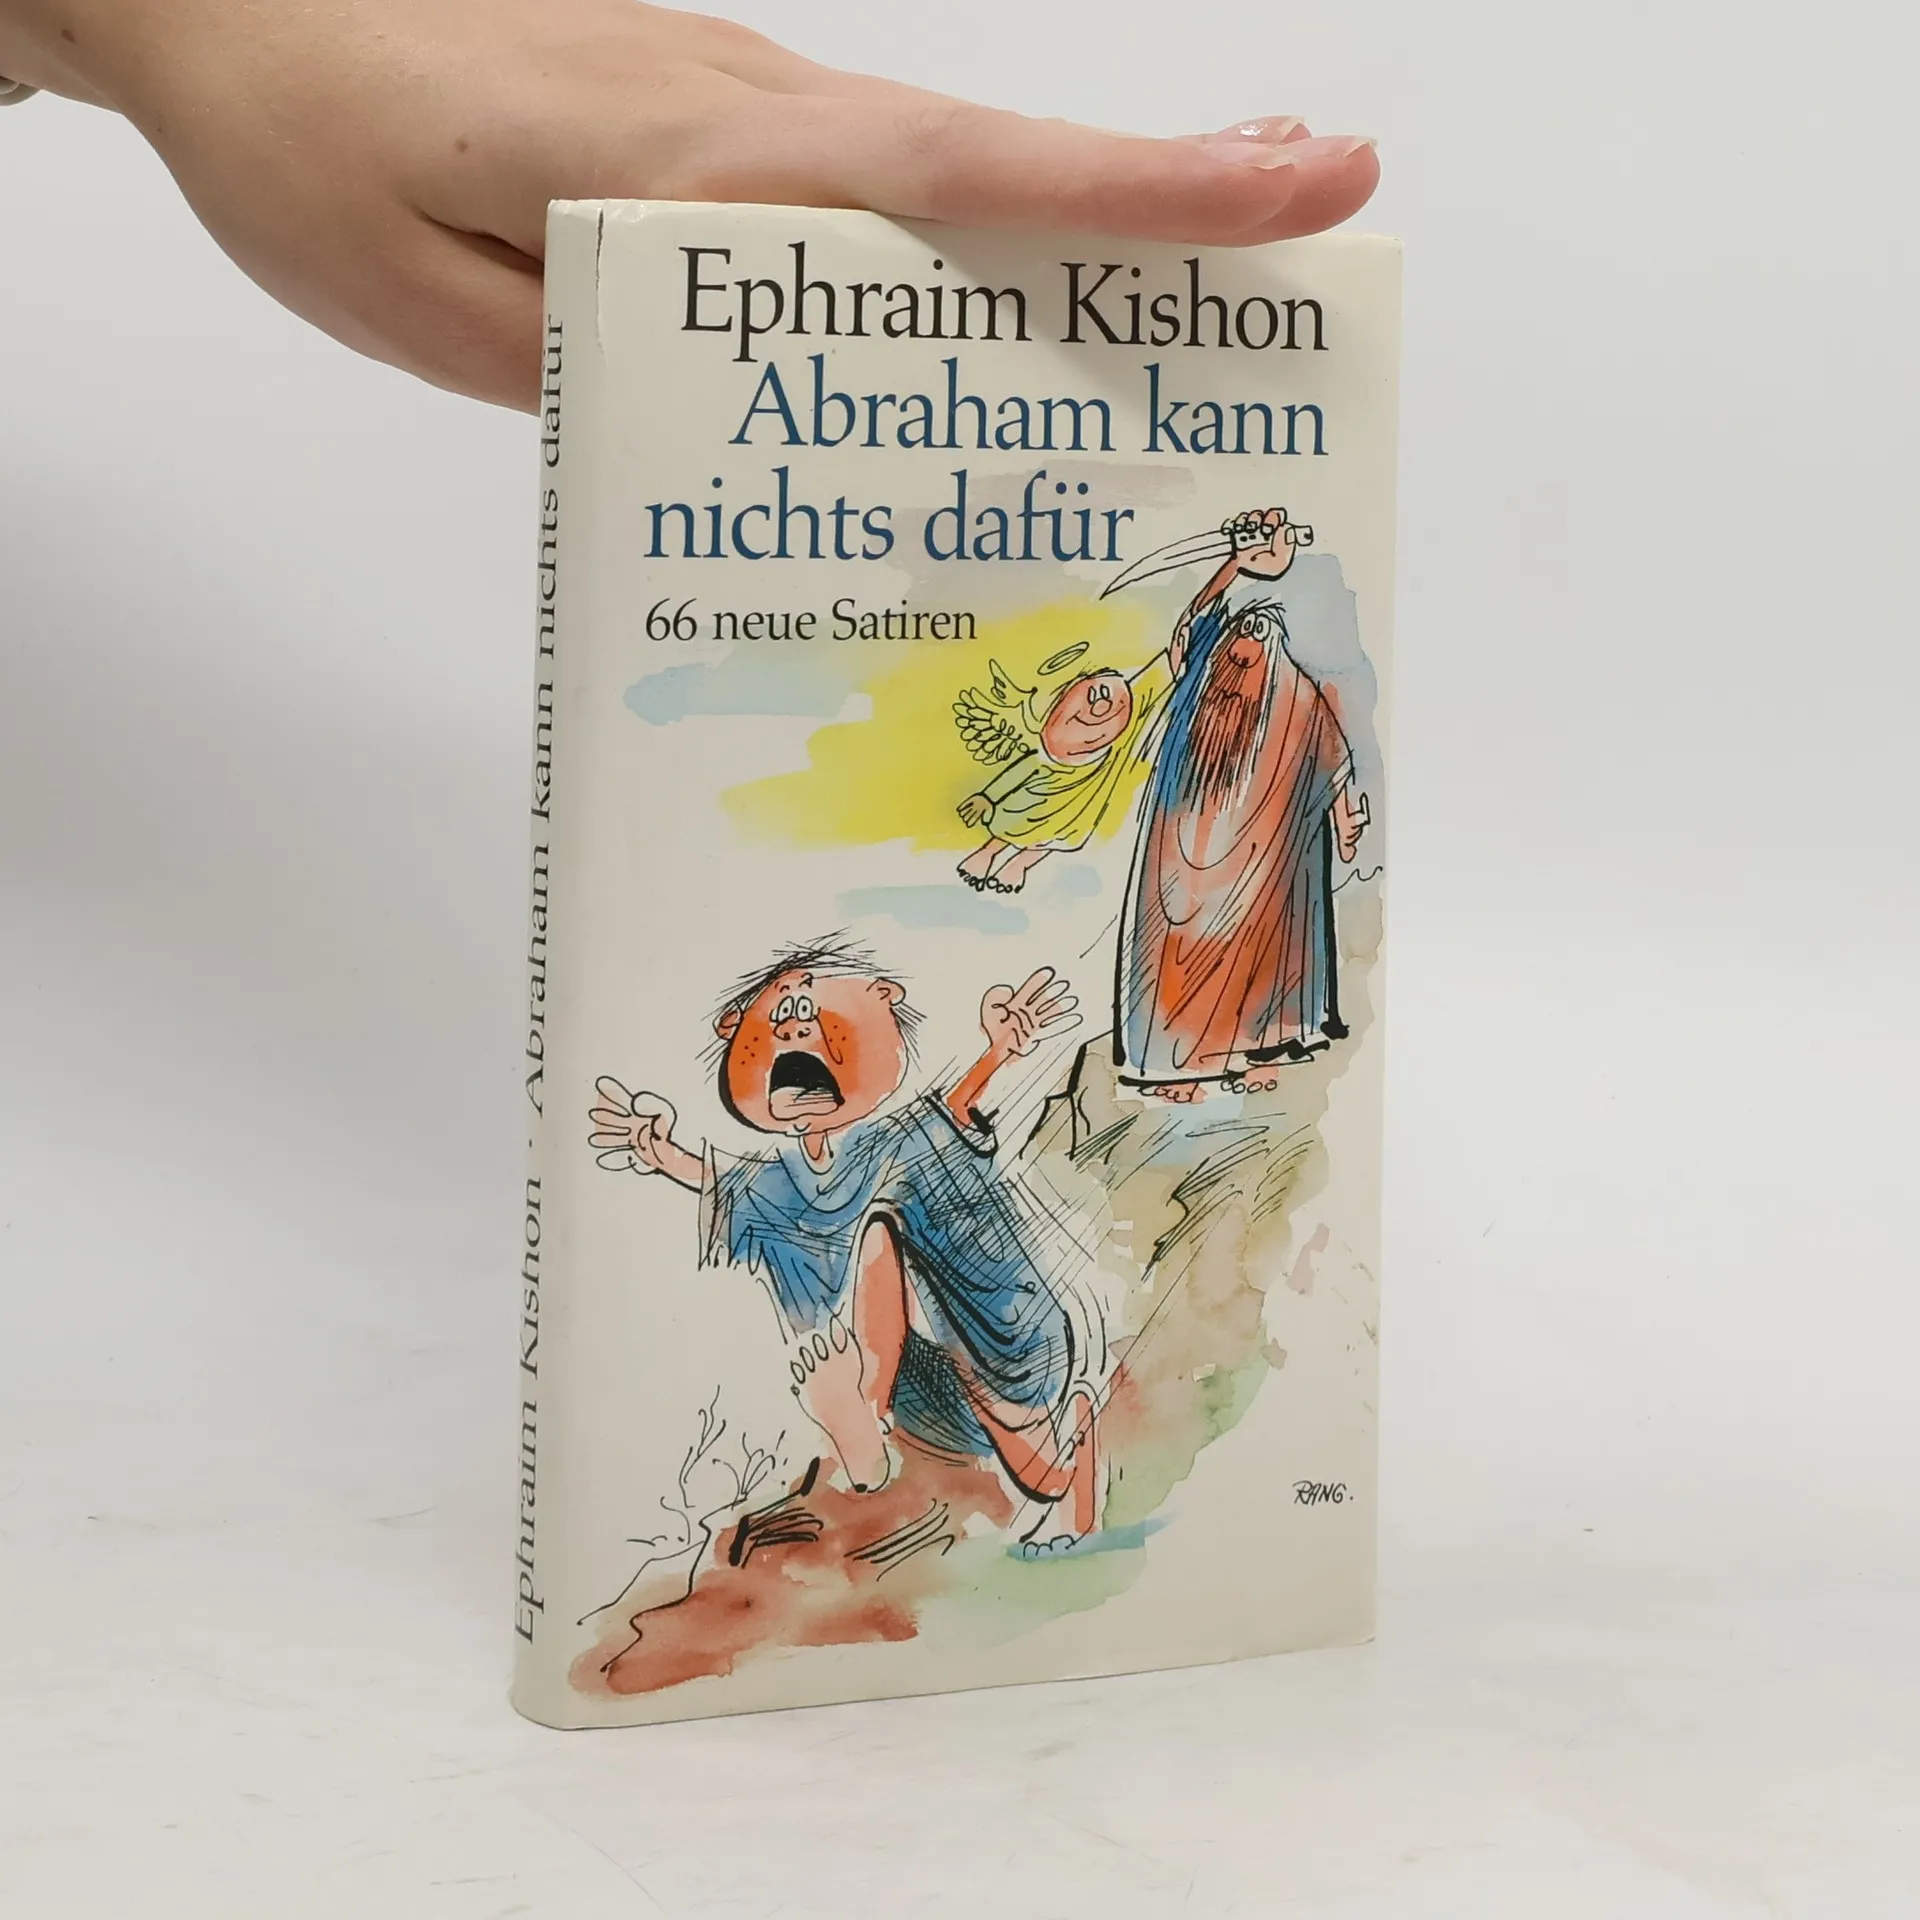 Ephraim Kishon
Abraham kann
nichts dafür
66 neue Satiren
RANG.
Ephraim Kishon · Abraham kann nichts dafür